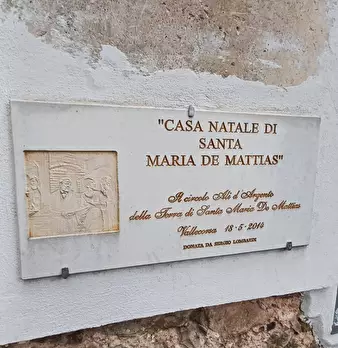 "CASA NATALE DI
SANTA
MARIA DE MATTIAS"
Il circolo Ali d'Argento
della Terra di Santa Maria De Mattias
Vallecorsa 18-5-2014
DONATA DA SERGIO LOMBARDI